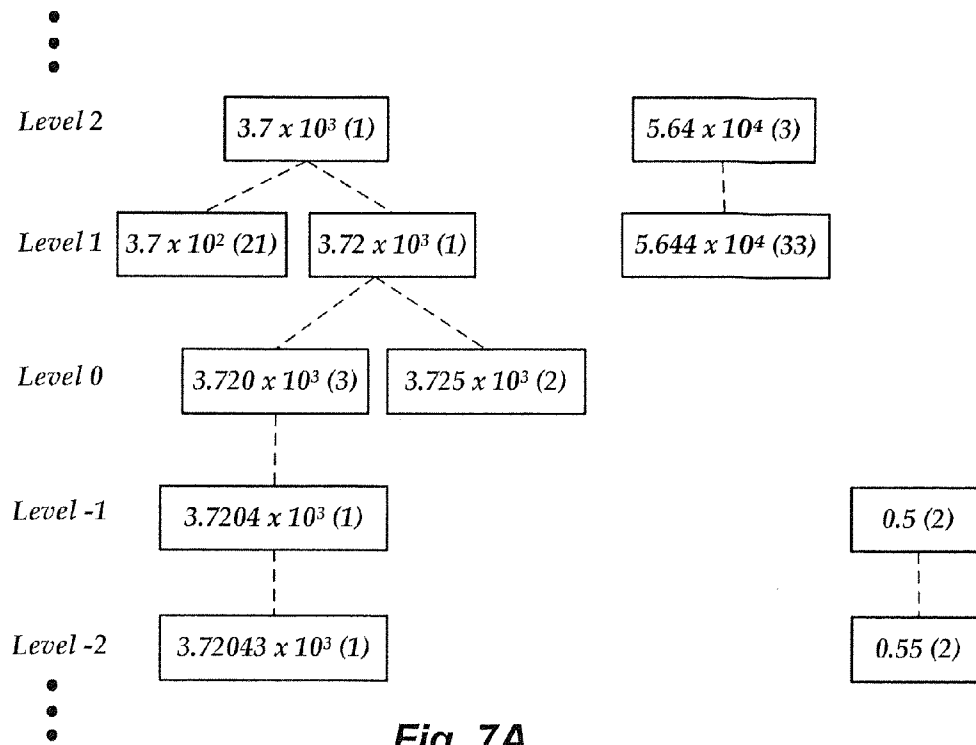 Level 2 3.7 x 10³ (1) 5.64 x 10⁴ (3)
Level 1 3.7 x 10² (21) 3.72 x 10³ (1) 5.644 x 10⁴ (33)
Level 0 3.720 x 10³ (3) 3.725 x 10³ (2)
Level -1 3.7204 x 10³ (1) 0.5 (2)
Level -2 3.72043 x 10³ (1) 0.55 (2)
Fig. 7A